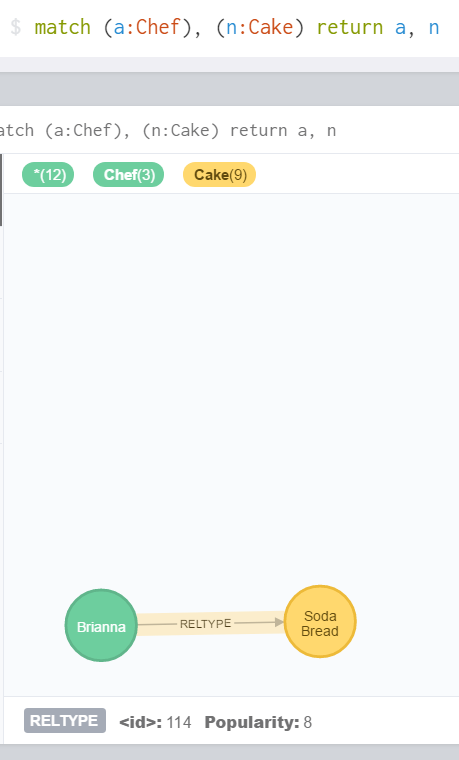 $ match (a:Chef), (n:Cake) return a, n
(a:Chef), (n:Cake) return a, n
*(12) Chef(3) Cake(9)
Brianna
RELTYPE
Soda
Bread
RELTYPE <id>: 114 Popularity: 8